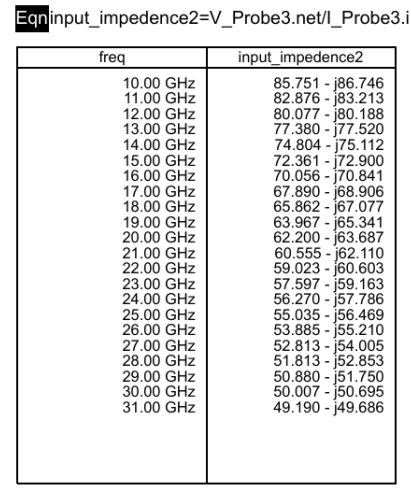 Eqn input_impedence2=V_Probe3.net/I_Probe3.i
freq input_impedence2
10.00 GHz 85.751 - j86.746
11.00 GHz 82.876 - j83.213
12.00 GHz 80.077 - j80.188
13.00 GHz 77.380 - j77.520
14.00 GHz 74.804 - j75.112
15.00 GHz 72.361 - j72.900
16.00 GHz 70.056 - j70.841
17.00 GHz 67.890 - j68.906
18.00 GHz 65.862 - j67.077
19.00 GHz 63.967 - j65.341
20.00 GHz 62.200 - j63.687
21.00 GHz 60.555 - j62.110
22.00 GHz 59.023 - j60.603
23.00 GHz 57.597 - j59.163
24.00 GHz 56.270 - j57.786
25.00 GHz 55.035 - j56.469
26.00 GHz 53.885 - j55.210
27.00 GHz 52.813 - j54.005
28.00 GHz 51.813 - j52.853
29.00 GHz 50.880 - j51.750
30.00 GHz 50.007 - j50.695
31.00 GHz 49.190 - j49.686